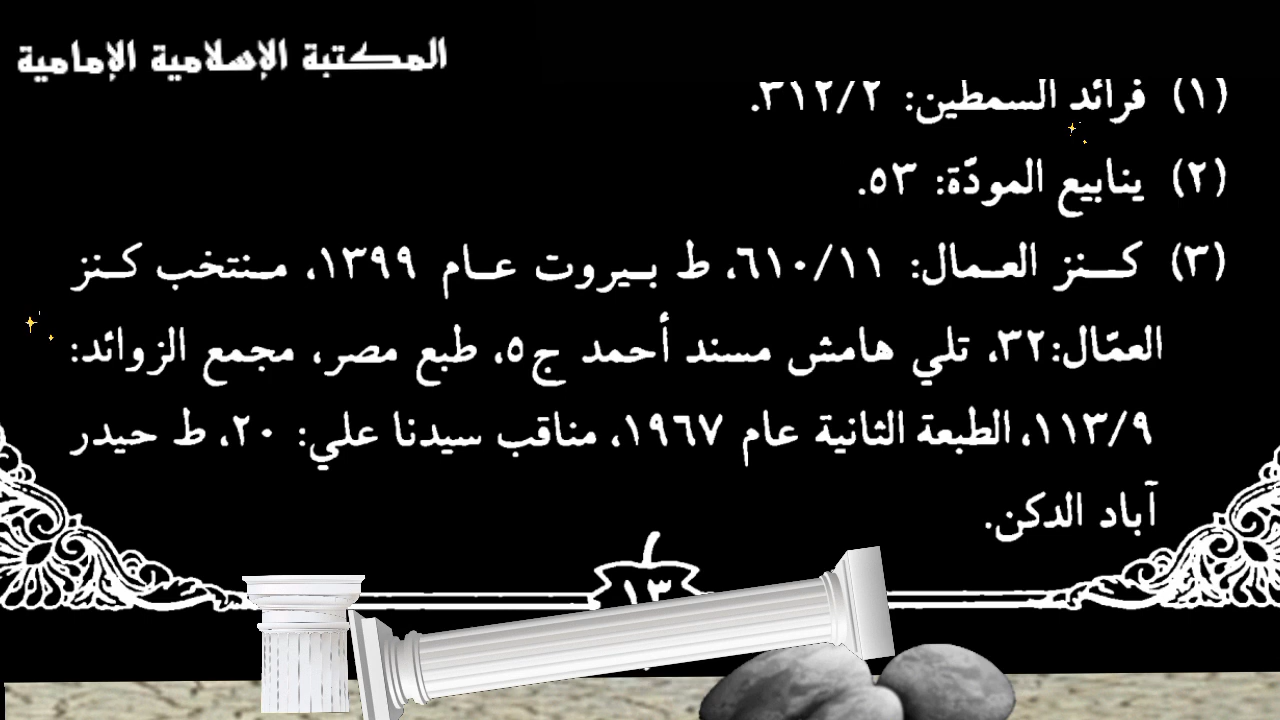 المكتبة الإسلامية الإمامية
(١) فرائد السمطين: ٣١٢/٢.
(٢) ينابيع المودّة: ٥٣.
(٣) كنز العمال: ٦١٠/١١، ط بيروت عام ١٣٩٩، منتخب كنز
العمّال:٣٢، تلي هامش مسند أحمد ج٥، طبع مصر، مجمع الزوائد:
١١٣/٩، الطبعة الثانية عام ١٩٦٧، مناقب سيدنا علي: ٢٠، ط حيدر
آباد الدكن.
١٣